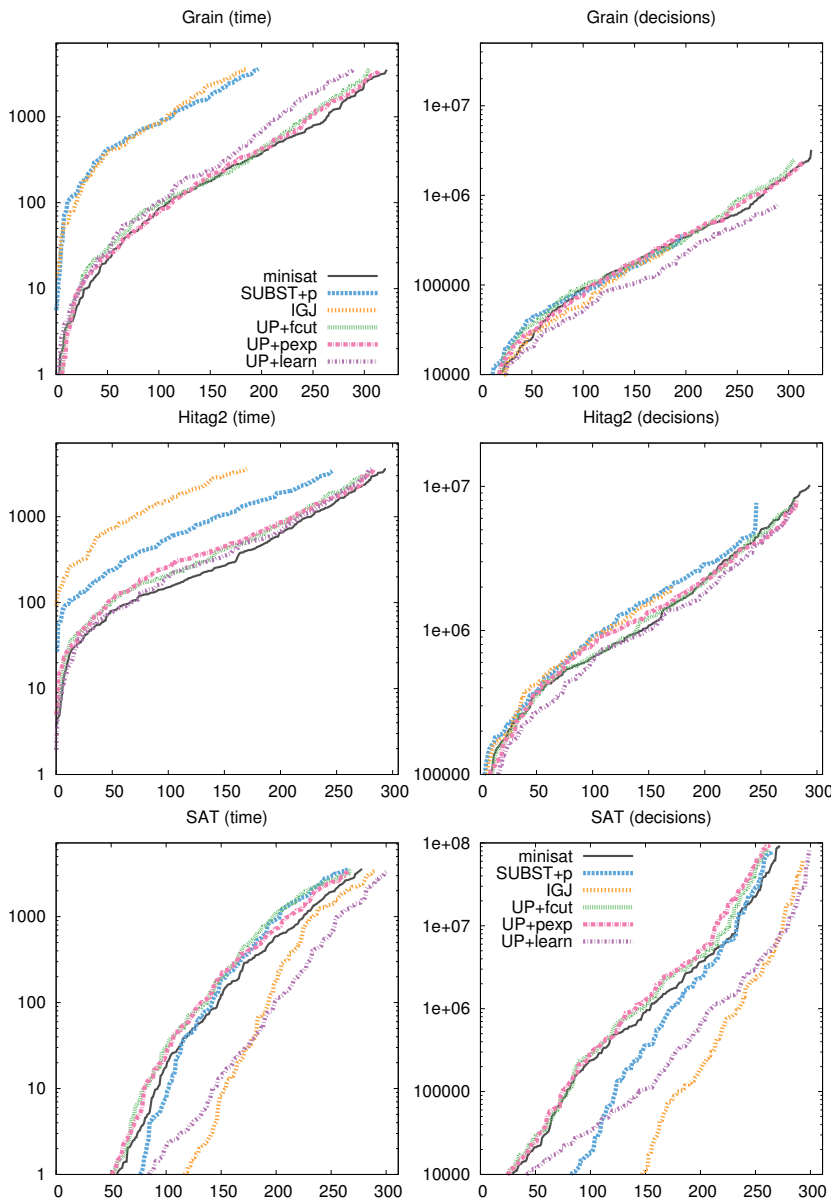 Grain (time)
1000
100
10
1
minisat
SUBST+p
IGJ
UP+fcut
UP+pexp
UP+learn
0 50 100 150 200 250 300
Grain (decisions)
1e+07
1e+06
100000
10000
0 50 100 150 200 250 300
Hitag2 (time)
1000
100
10
1
0 50 100 150 200 250 300
Hitag2 (decisions)
1e+07
1e+06
100000
0 50 100 150 200 250 300
SAT (time)
1000
100
10
1
0 50 100 150 200 250 300
SAT (decisions)
1e+08
1e+07
1e+06
100000
10000
minisat
SUBST+p
IGJ
UP+fcut
UP+pexp
UP+learn
0 50 100 150 200 250 300